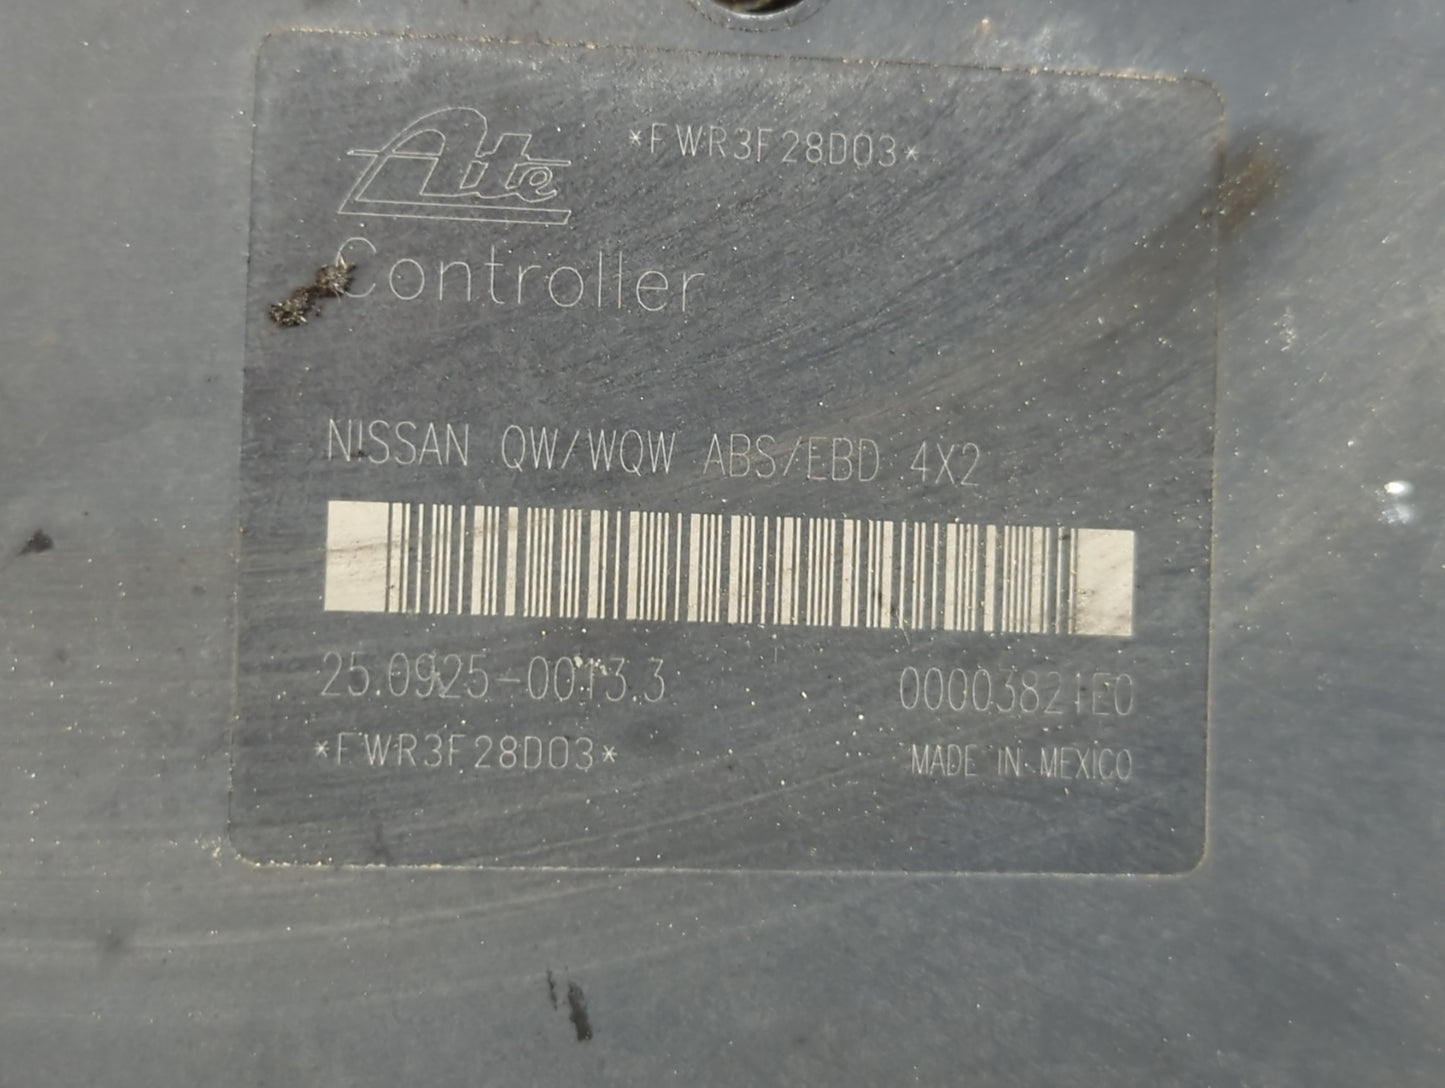 Ate
*FWR3F28D03*
Controller
NISSAN QW/WQW ABS/EBD 4X2
25.0925-0013.3
00003821E0
*FWR3F28D03*
MADE IN MEXICO